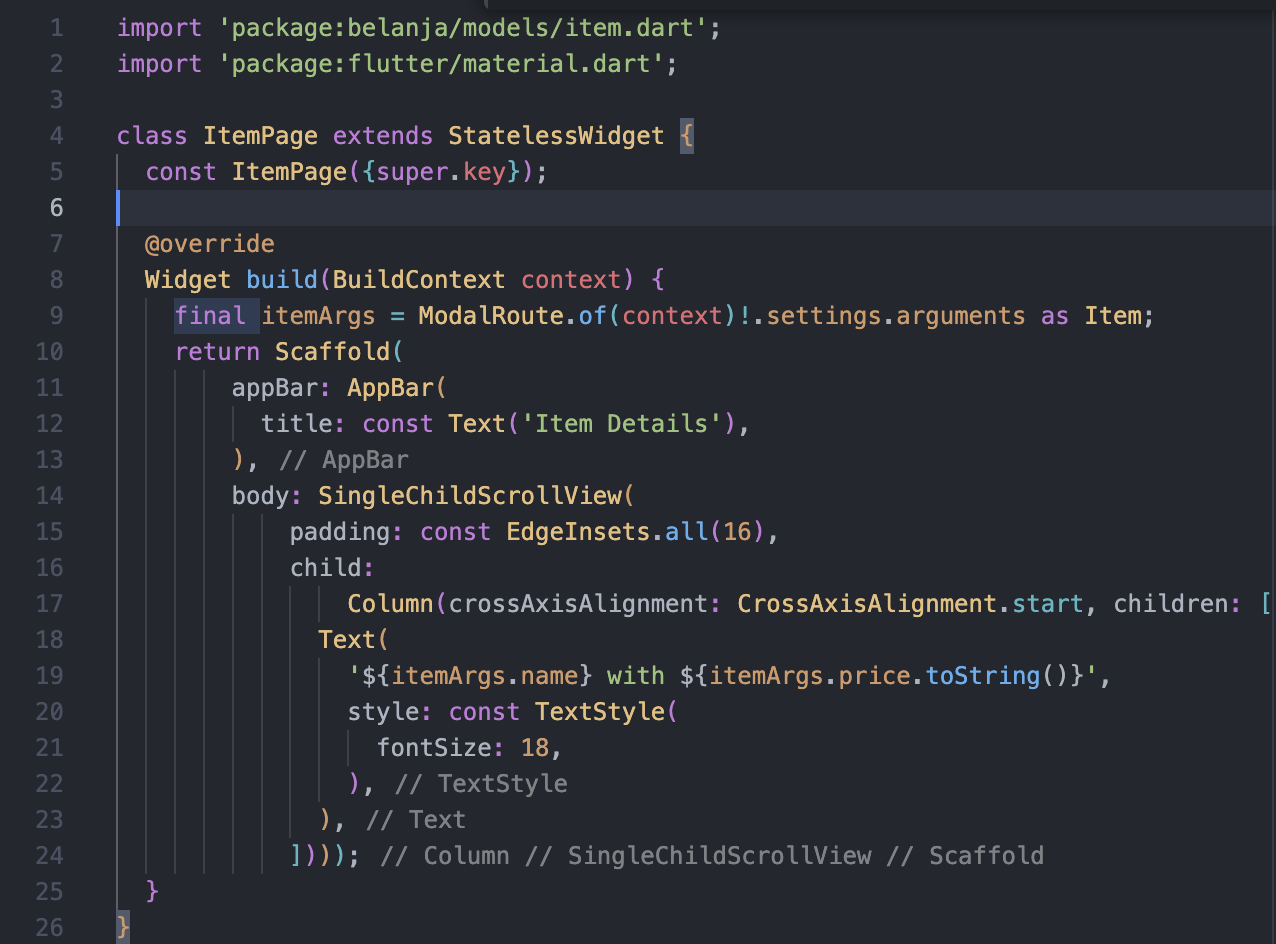 1 import 'package:belanja/models/item.dart';
2 import 'package:flutter/material.dart';
3
4 class ItemPage extends StatelessWidget {
5   const ItemPage({super.key});
6
7   @override
8   Widget build(BuildContext context) {
9     final itemArgs = ModalRoute.of(context)!.settings.arguments as Item;
10     return Scaffold(
11         appBar: AppBar(
12           title: const Text('Item Details'),
13         ), // AppBar
14         body: SingleChildScrollView(
15             padding: const EdgeInsets.all(16),
16             child:
17                 Column(crossAxisAlignment: CrossAxisAlignment.start, children: [
18               Text(
19                 '${itemArgs.name} with ${itemArgs.price.toString()}',
20                 style: const TextStyle(
21                   fontSize: 18,
22                 ), // TextStyle
23               ), // Text
24             ]))); // Column // SingleChildScrollView // Scaffold
25   }
26 }